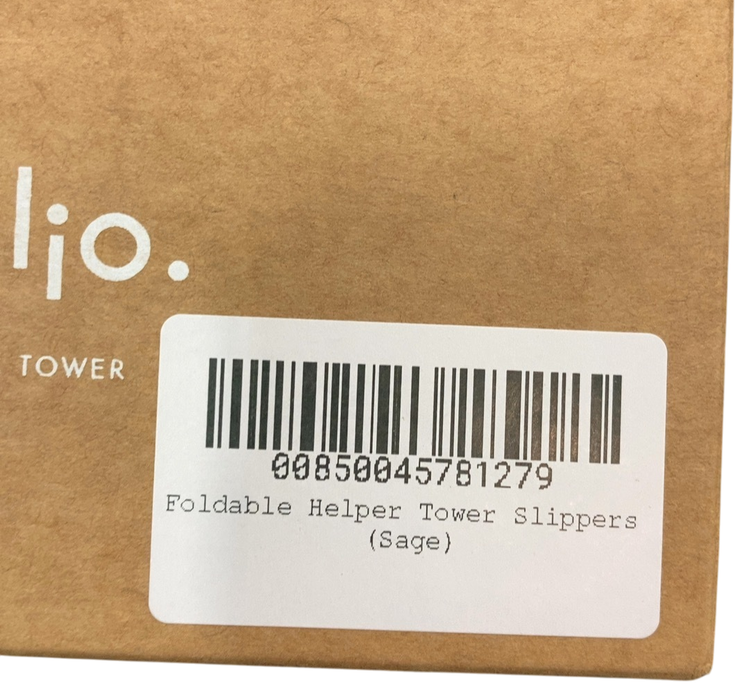 ljo.
TOWER
00850045781279
Foldable Helper Tower Slippers
(Sage)